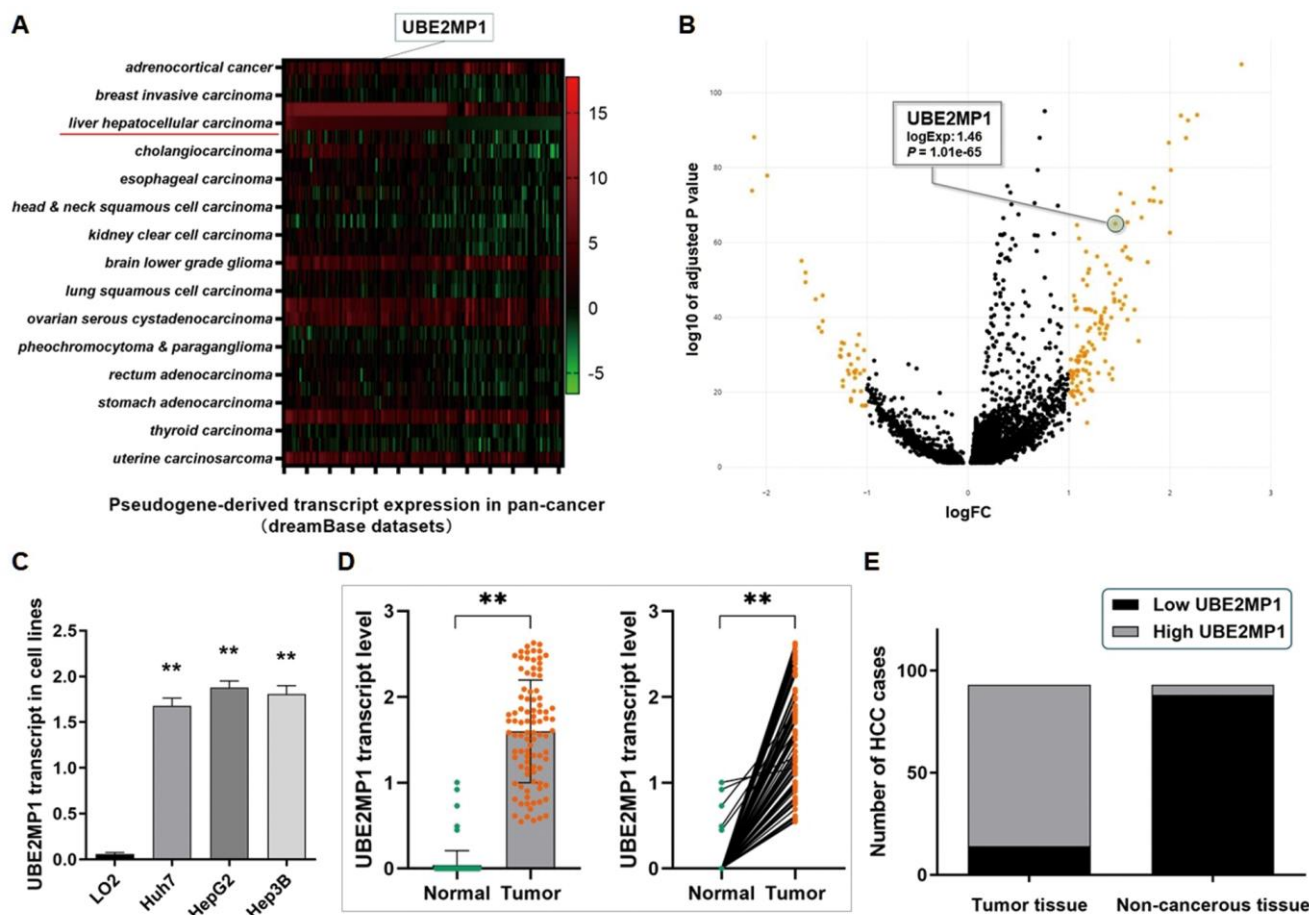 A
UBE2MP1
adrenocortical cancer
breast invasive carcinoma
liver hepatocellular carcinoma
cholangiocarcinoma
esophageal carcinoma
head & neck squamous cell carcinoma
kidney clear cell carcinoma
brain lower grade glioma
lung squamous cell carcinoma
ovarian serous cystadenocarcinoma
pheochromocytoma & paraganglioma
rectum adenocarcinoma
stomach adenocarcinoma
thyroid carcinoma
uterine carcinosarcoma
15
10
5
0
-5
Pseudogene-derived transcript expression in pan-cancer
(dreamBase datasets)
B
log10 of adjusted P value
100
80
60
40
20
0
UBE2MP1
logExp: 1.46
P = 1.01e-65
−2
−1
0
1
2
3
logFC
C
UBE2MP1 transcript in cell lines
2.5
2.0
1.5
1.0
0.5
0.0
**
**
**
LO2
Huh7
HepG2
Hep3B
D
UBE2MP1 transcript level
3
2
1
0
**
Normal
Tumor
UBE2MP1 transcript level
3
2
1
0
**
Normal
Tumor
E
Low UBE2MP1
High UBE2MP1
Number of HCC cases
100
50
0
Tumor tissue
Non-cancerous tissue